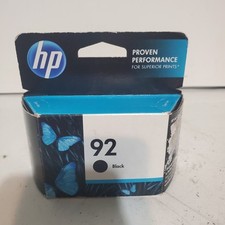 hp
PROVEN
PERFORMANCE
FOR SUPERIOR PRINTS*
92
Black